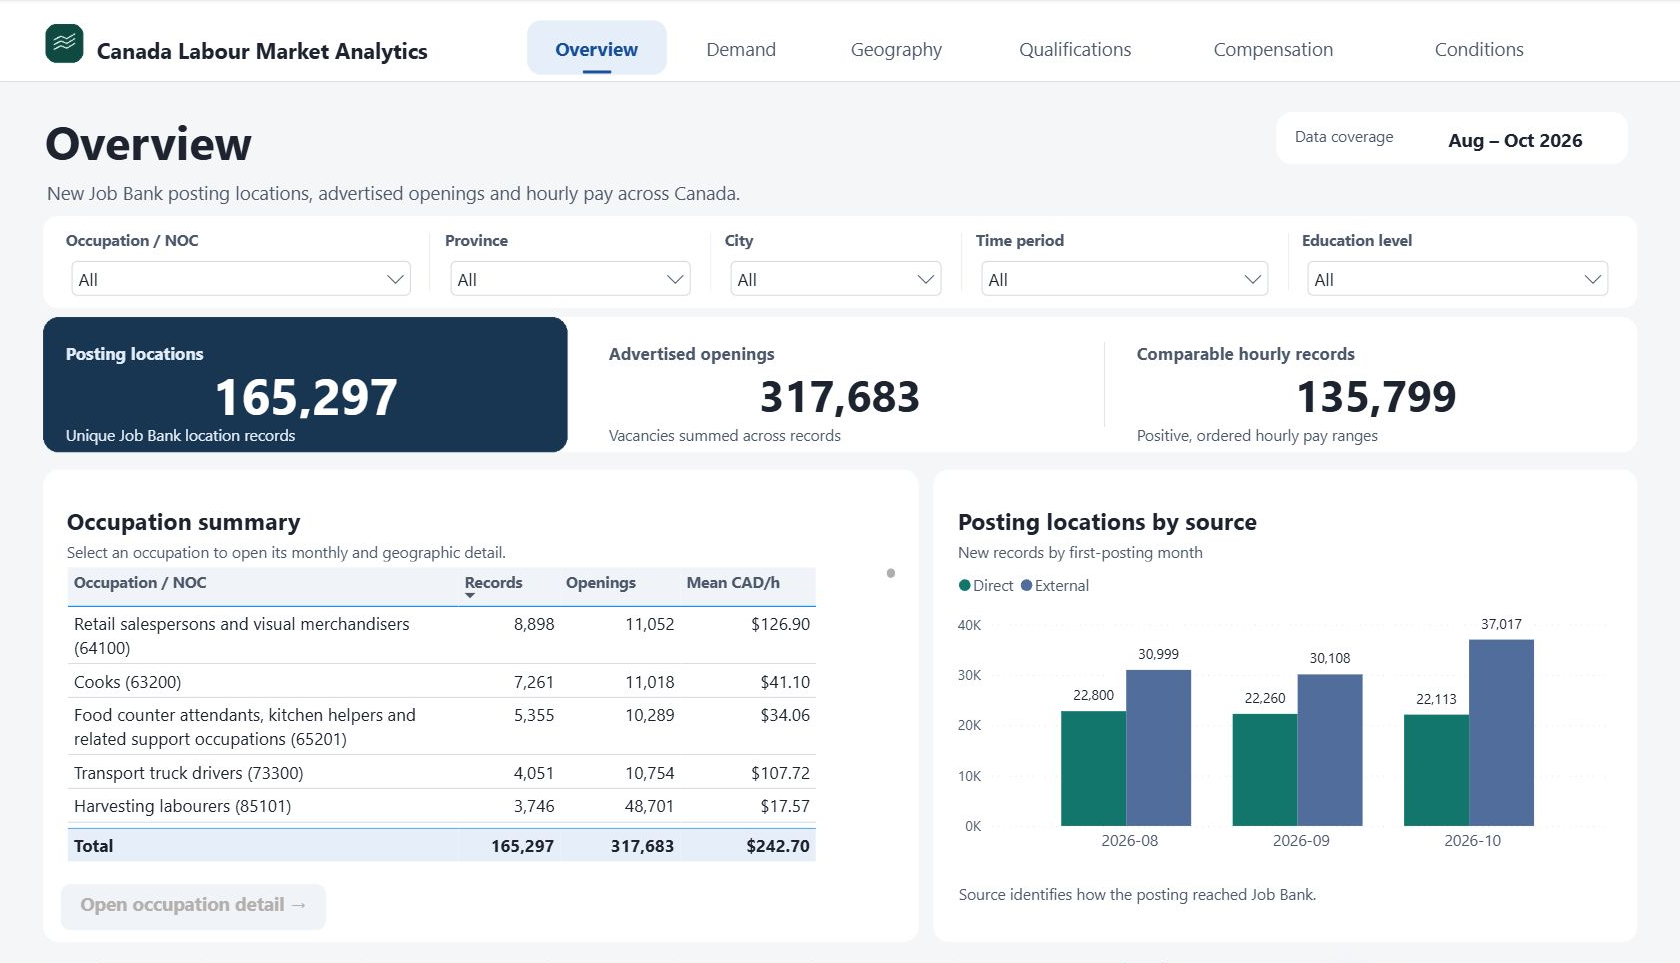 Canada Labour Market Analytics
Overview
Demand
Geography
Qualifications
Compensation
Conditions
Overview
Data coverage
Aug – Oct 2026
New Job Bank posting locations, advertised openings and hourly pay across Canada.
Occupation / NOC
Province
City
Time period
Education level
All
All
All
All
All
Posting locations
165,297
Unique Job Bank location records
Advertised openings
317,683
Vacancies summed across records
Comparable hourly records
135,799
Positive, ordered hourly pay ranges
Occupation summary
Select an occupation to open its monthly and geographic detail.
Occupation / NOC Records Openings Mean CAD/h
Retail salespersons and visual merchandisers 8,898 11,052 $126.90
(64100)
Cooks (63200) 7,261 11,018 $41.10
Food counter attendants, kitchen helpers and 5,355 10,289 $34.06
related support occupations (65201)
Transport truck drivers (73300) 4,051 10,754 $107.72
Harvesting labourers (85101) 3,746 48,701 $17.57
Total 165,297 317,683 $242.70
Open occupation detail →
Posting locations by source
New records by first-posting month
Direct External
40K
30K
20K
10K
0K
22,800
30,999
22,260
30,108
22,113
37,017
2026-08
2026-09
2026-10
Source identifies how the posting reached Job Bank.